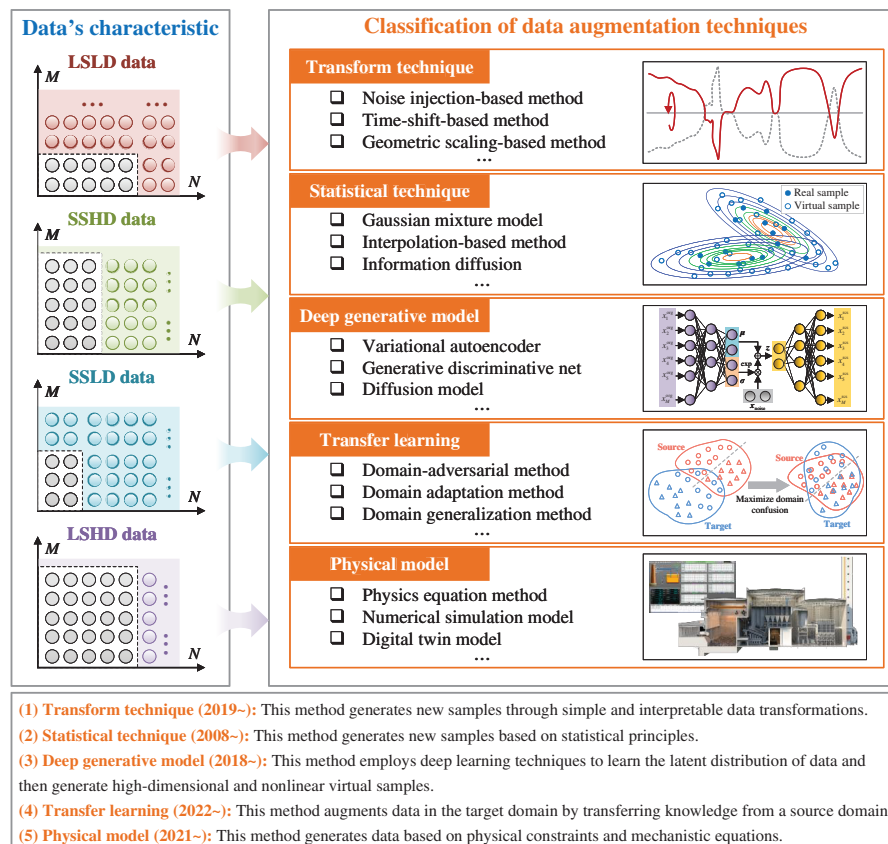 Data's characteristic
LSLD data
M
N
SSHD data
M
N
SSLD data
M
N
LSHD data
M
N
Classification of data augmentation techniques
Transform technique
❑ Noise injection-based method
❑ Time-shift-based method
❑ Geometric scaling-based method
...
Statistical technique
❑ Gaussian mixture model
❑ Interpolation-based method
❑ Information diffusion
...
Real sample
Virtual sample
Deep generative model
❑ Variational autoencoder
❑ Generative discriminative net
❑ Diffusion model
...
μ
exp
σ
z
Transfer learning
❑ Domain-adversarial method
❑ Domain adaptation method
❑ Domain generalization method
...
Source
Target
Maximize domain
confusion
Source
Target
Physical model
❑ Physics equation method
❑ Numerical simulation model
❑ Digital twin model
...
(1) Transform technique (2019~): This method generates new samples through simple and interpretable data transformations.
(2) Statistical technique (2008~): This method generates new samples based on statistical principles.
(3) Deep generative model (2018~): This method employs deep learning techniques to learn the latent distribution of data and
then generate high-dimensional and nonlinear virtual samples.
(4) Transfer learning (2022~): This method augments data in the target domain by transferring knowledge from a source domain
(5) Physical model (2021~): This method generates data based on physical constraints and mechanistic equations.